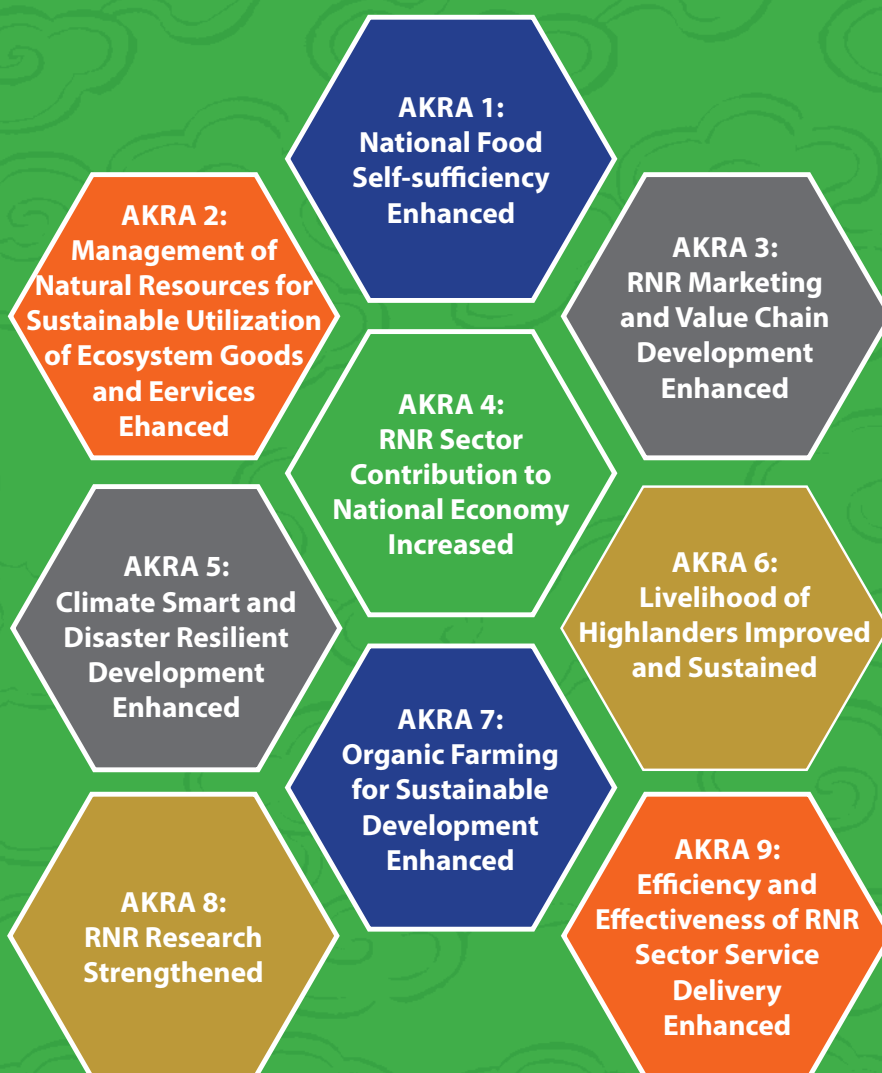 AKRA 1:
National Food
Self-sufficiency
Enhanced
AKRA 2:
Management of
Natural Resources for
Sustainable Utilization
of Ecosystem Goods
and Eervices
Ehanced
AKRA 3:
RNR Marketing
and Value Chain
Development
Enhanced
AKRA 4:
RNR Sector
Contribution to
National Economy
Increased
AKRA 5:
Climate Smart and
Disaster Resilient
Development
Enhanced
AKRA 6:
Livelihood of
Highlanders Improved
and Sustained
AKRA 7:
Organic Farming
for Sustainable
Development
Enhanced
AKRA 8:
RNR Research
Strengthened
AKRA 9:
Efficiency and
Effectiveness of RNR
Sector Service
Delivery
Enhanced